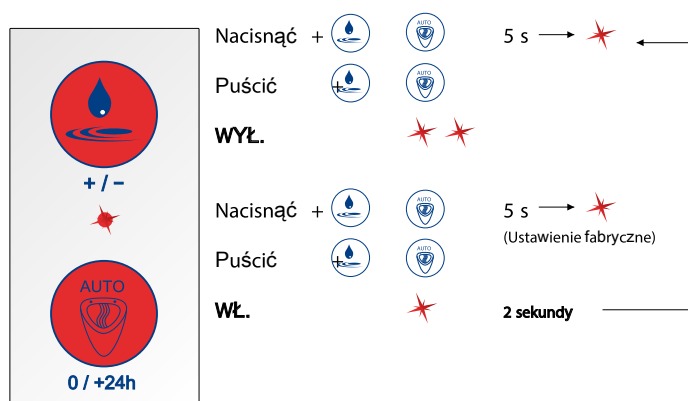 Nacisnąć + AUTO 5 s
Puścić + AUTO
WYŁ.
+ / −
Nacisnąć + AUTO 5 s
(Ustawienie fabryczne)
Puścić + AUTO
WŁ. 2 sekundy
AUTO
0 / +24h